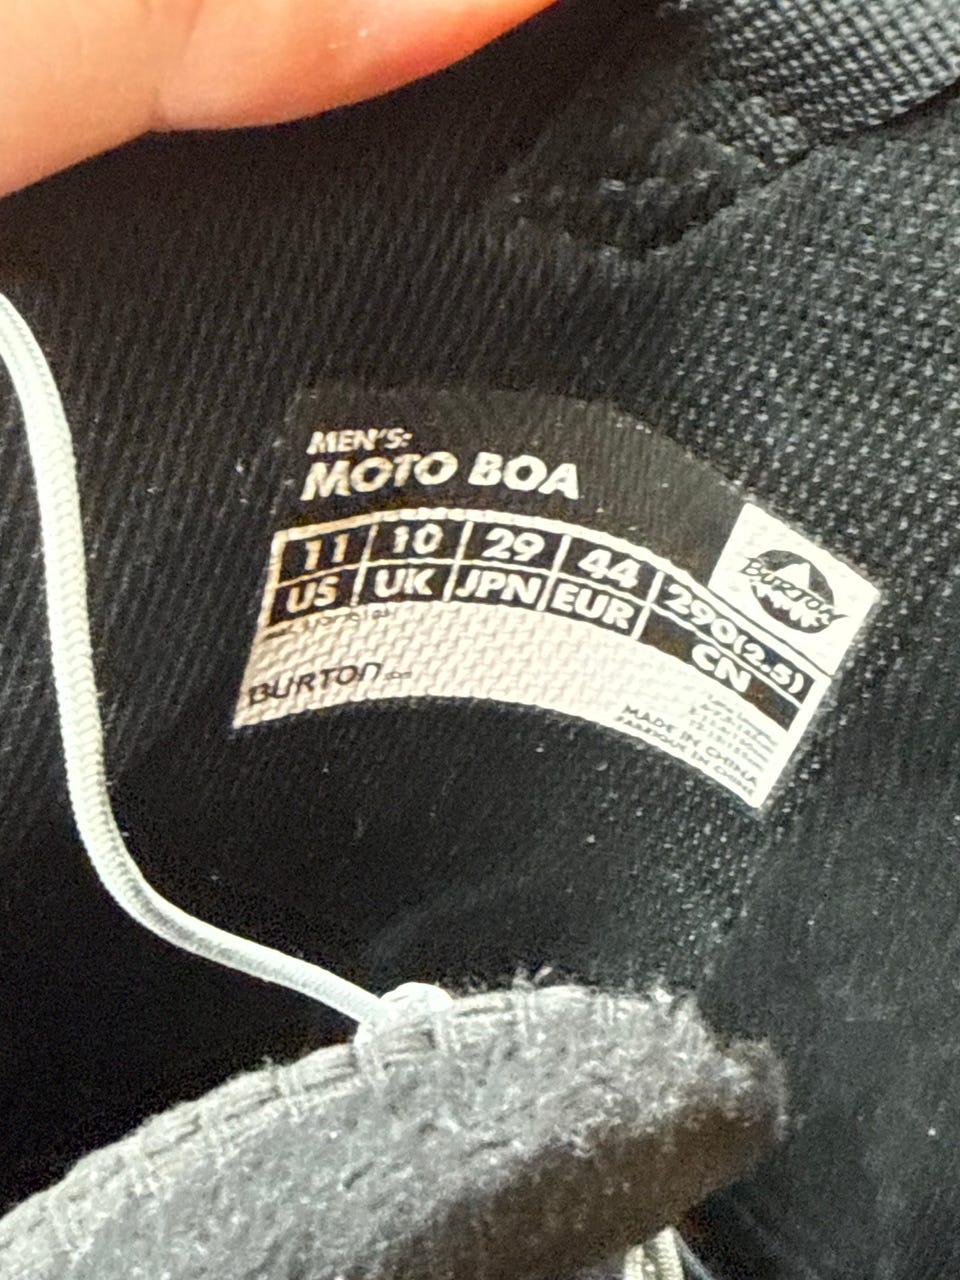 MEN'S:
MOTO BOA
11 10 29 44 290(2.5)
US UK JPN EUR CN
BURTON
BURTON
MADE IN CHINA